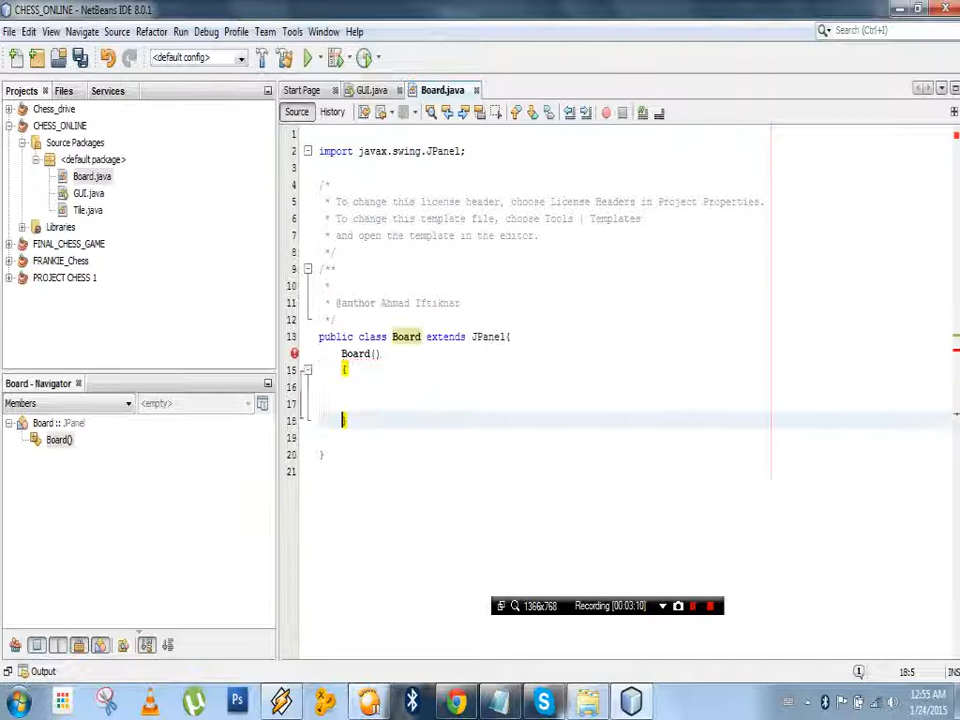 CHESS_ONLINE - NetBeans IDE 8.0.1
File Edit View Navigate Source Refactor Run Debug Profile Team Tools Window Help
Search (Ctrl+I)
<default config>
Projects Files Services
Start Page GUI.java Board.java
Source History
Chess_drive
CHESS_ONLINE
Source Packages
<default package>
Board.java
GUI.java
Tile.java
Libraries
FINAL_CHESS_GAME
FRANKIE_Chess
PROJECT CHESS 1
Board - Navigator
Members <empty>
Board :: JPanel
Board()
1
2 import javax.swing.JPanel;
3
4 /*
5 * To change this license header, choose License Headers in Project Properties.
6 * To change this template file, choose Tools | Templates
7 * and open the template in the editor.
8 */
9 /**
10 *
11 * @author Ahmad Iftikhar
12 */
13 public class Board extends JPanel{
Board()
15 {
16
17
18 }
19
20 }
21
1366x768 Recording [00:03:10]
Output
18:5 INS
Ps
12:55 AM
1/24/2015